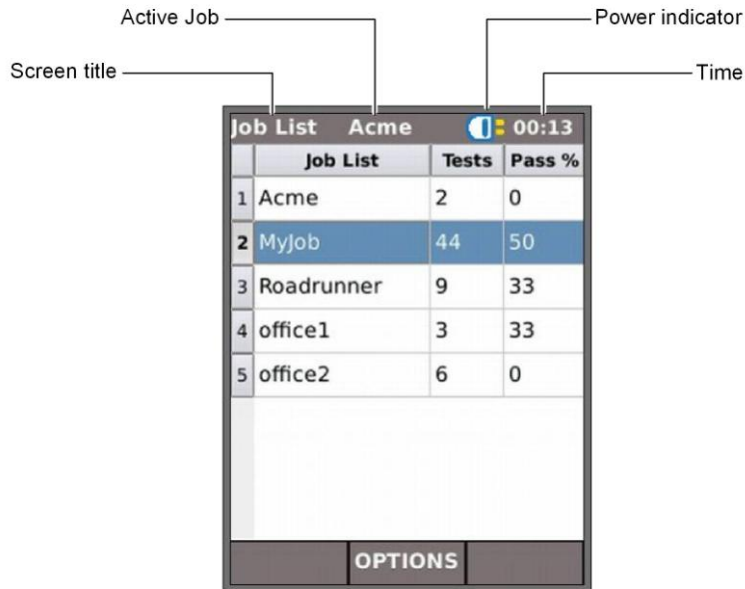 Active Job
Power indicator
Screen title
Time
Job List Acme 00:13
Job List Tests Pass %
1 Acme 2 0
2 MyJob 44 50
3 Roadrunner 9 33
4 office1 3 33
5 office2 6 0
OPTIONS